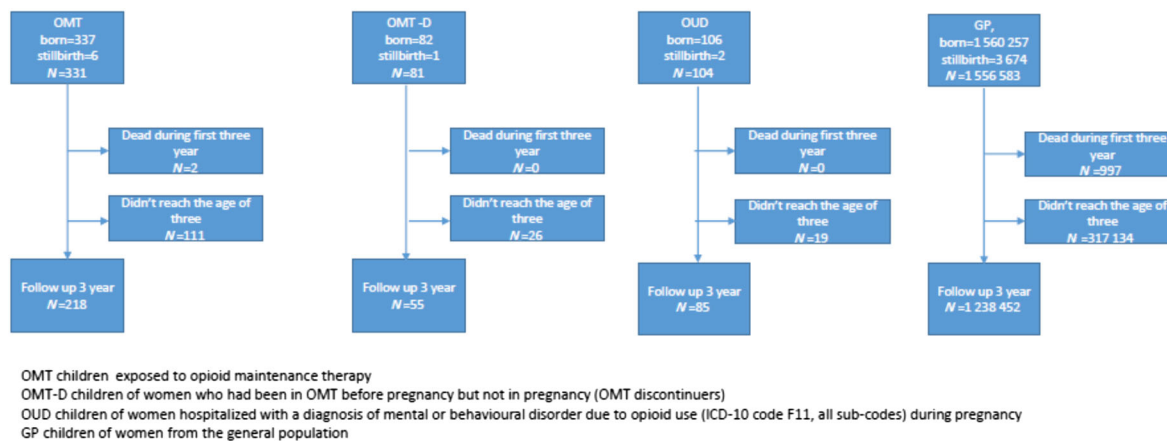 OMT
born=337
stillbirth=6
N=331
Dead during first three
year
N=2
Didn't reach the age of
three
N=111
Follow up 3 year
N=218
OMT -D
born=82
stillbirth=1
N=81
Dead during first three
year
N=0
Didn't reach the age of
three
N=26
Follow up 3 year
N=55
OUD
born=106
stillbirth=2
N=104
Dead during first three
year
N=0
Didn't reach the age of
three
N=19
Follow up 3 year
N=85
GP,
born=1 560 257
stillbirth=3 674
N=1 556 583
Dead during first three
year
N=997
Didn't reach the age of
three
N=317 134
Follow up 3 year
N=1 238 452
OMT children exposed to opioid maintenance therapy
OMT-D children of women who had been in OMT before pregnancy but not in pregnancy (OMT discontinuers)
OUD children of women hospitalized with a diagnosis of mental or behavioural disorder due to opioid use (ICD-10 code F11, all sub-codes) during pregnancy
GP children of women from the general population